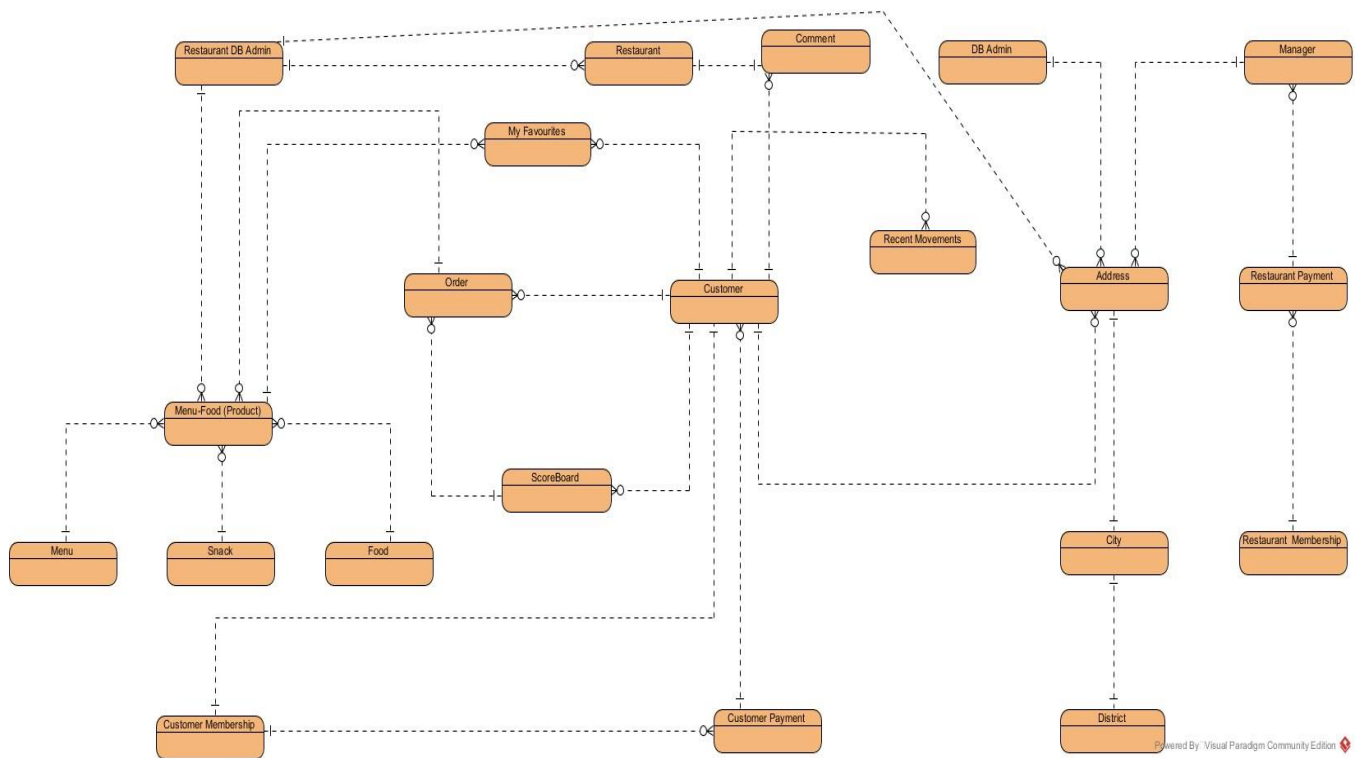 Restaurant DB Admin
Restaurant
Comment
DB Admin
Manager
My Favourites
Recent Movements
Order
Customer
Address
Restaurant Payment
Menu-Food (Product)
ScoreBoard
Menu
Snack
Food
City
Restaurant Membership
Customer Membership
Customer Payment
District
Powered By Visual Paradigm Community Edition